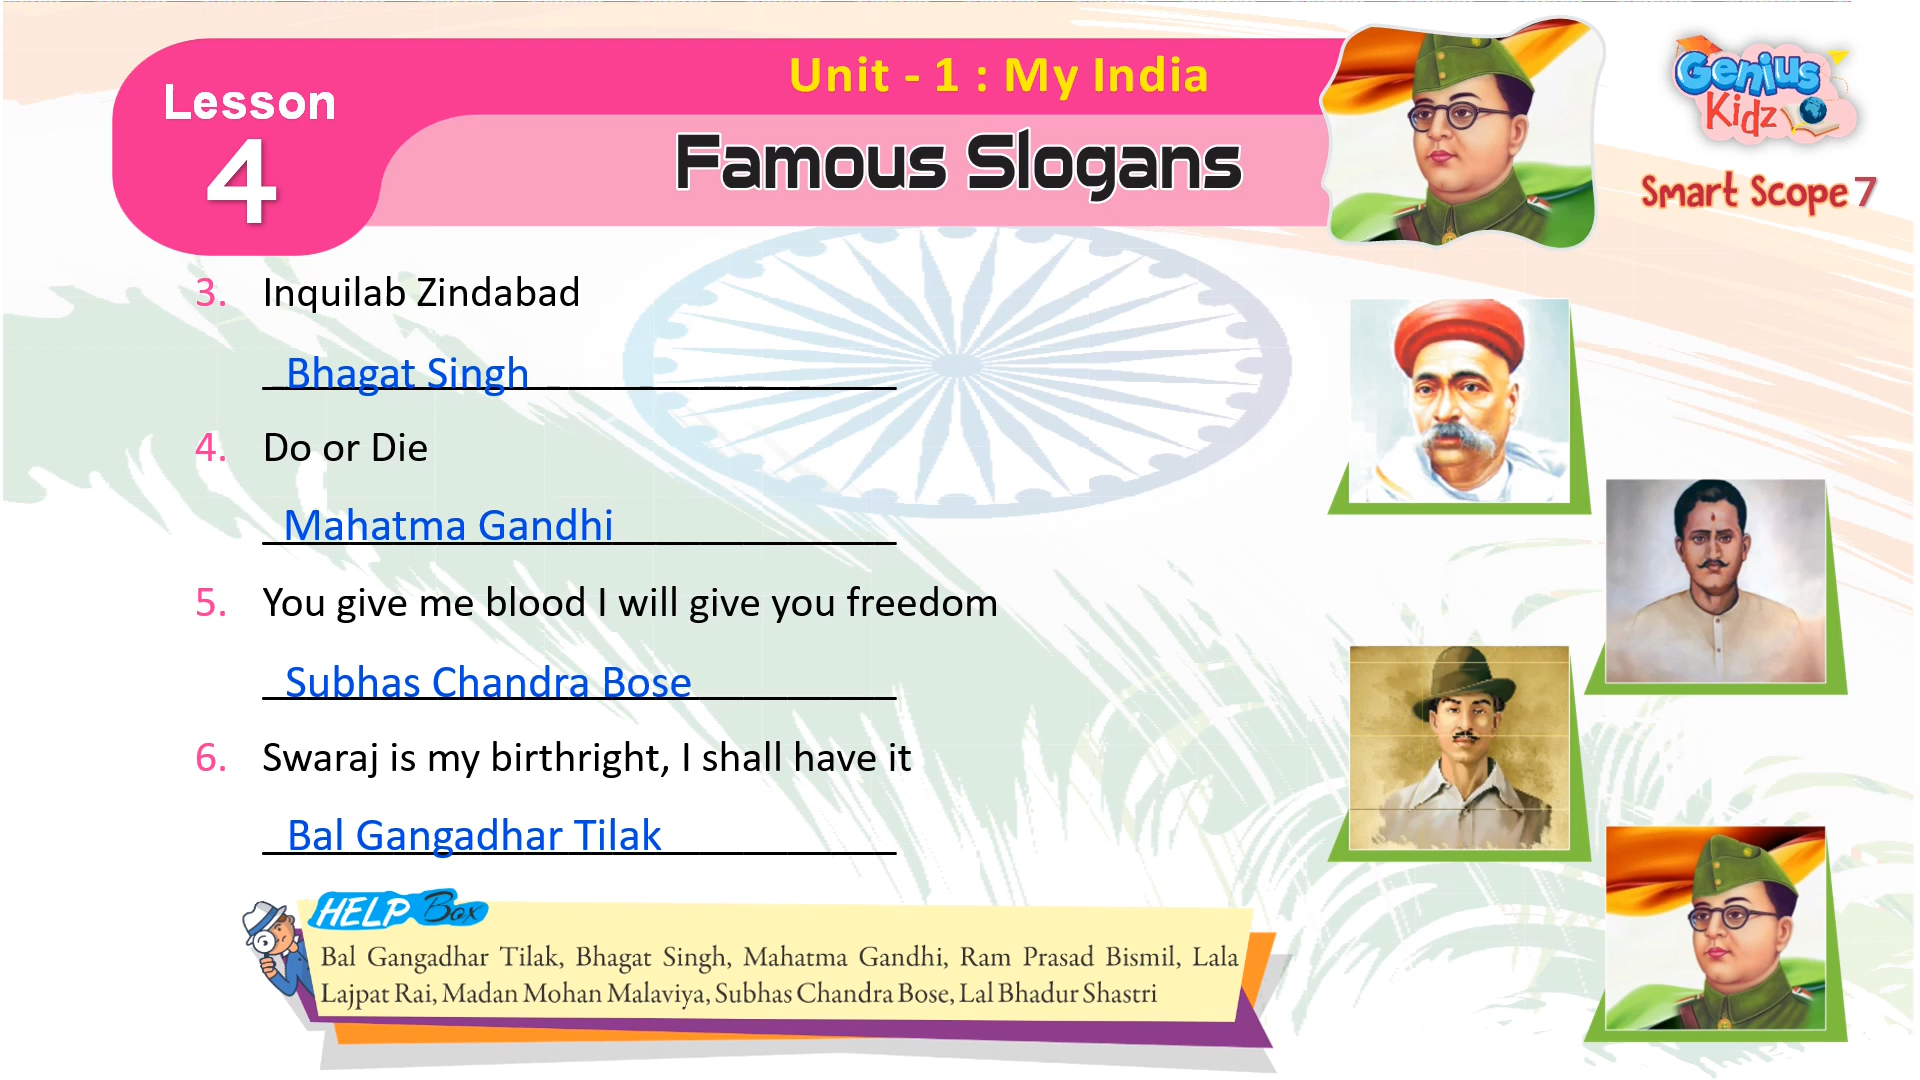 Unit - 1 : My India
Lesson
4
Famous Slogans
Genius
Kidz
Smart Scope 7
3. Inquilab Zindabad
Bhagat Singh
4. Do or Die
Mahatma Gandhi
5. You give me blood I will give you freedom
Subhas Chandra Bose
6. Swaraj is my birthright, I shall have it
Bal Gangadhar Tilak
HELP Box
Bal Gangadhar Tilak, Bhagat Singh, Mahatma Gandhi, Ram Prasad Bismil, Lala
Lajpat Rai, Madan Mohan Malaviya, Subhas Chandra Bose, Lal Bhadur Shastri